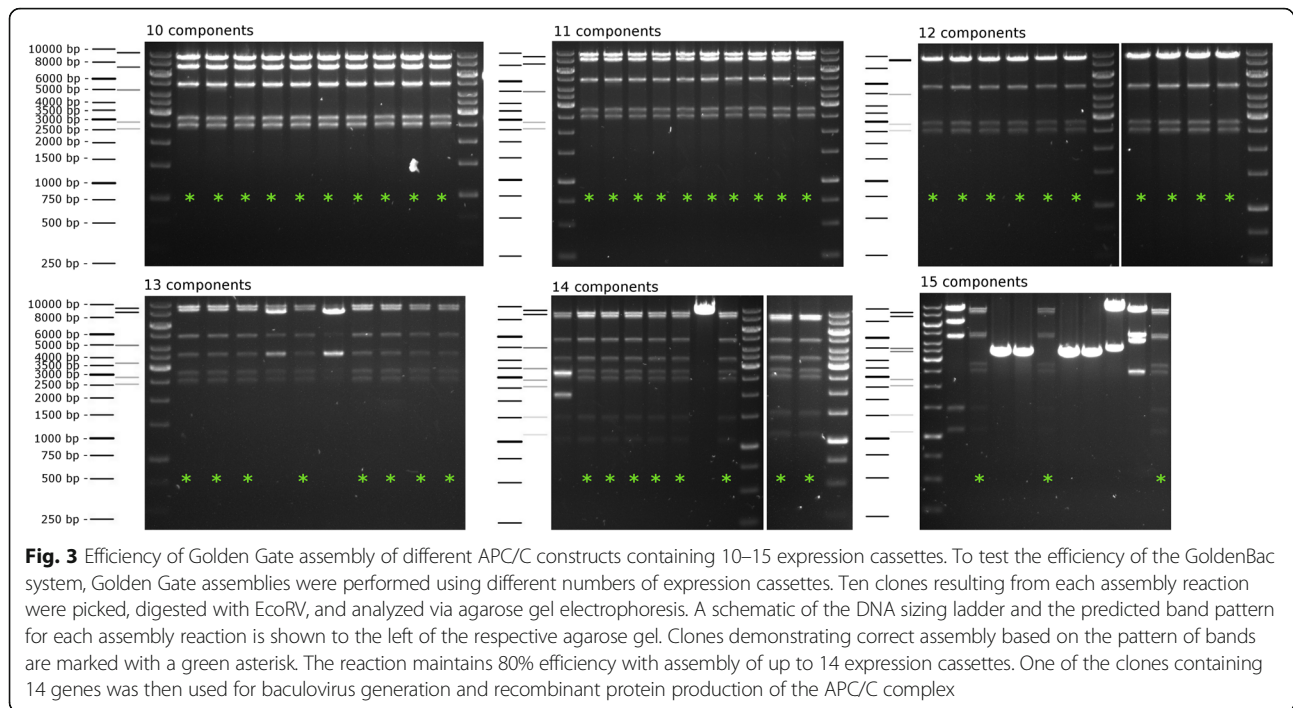 10 components
11 components
12 components
10000 bp -
8000 bp -
6000 bp -
5000 bp -
4000 bp -
3500 bp -
3000 bp -
2500 bp -
2000 bp -
1500 bp -
1000 bp -
750 bp -
500 bp -
250 bp -
* * * * * * * * * *
* * * * * * * * * *
* * * * * * * * * *
13 components
14 components
15 components
10000 bp -
8000 bp -
6000 bp -
5000 bp -
4000 bp -
3500 bp -
3000 bp -
2500 bp -
2000 bp -
1500 bp -
1000 bp -
750 bp -
500 bp -
250 bp -
* * * * * * * *
* * * * * * * *
* * *
Fig. 3 Efficiency of Golden Gate assembly of different APC/C constructs containing 10–15 expression cassettes. To test the efficiency of the GoldenBac
system, Golden Gate assemblies were performed using different numbers of expression cassettes. Ten clones resulting from each assembly reaction
were picked, digested with EcoRV, and analyzed via agarose gel electrophoresis. A schematic of the DNA sizing ladder and the predicted band pattern
for each assembly reaction is shown to the left of the respective agarose gel. Clones demonstrating correct assembly based on the pattern of bands
are marked with a green asterisk. The reaction maintains 80% efficiency with assembly of up to 14 expression cassettes. One of the clones containing
14 genes was then used for baculovirus generation and recombinant protein production of the APC/C complex